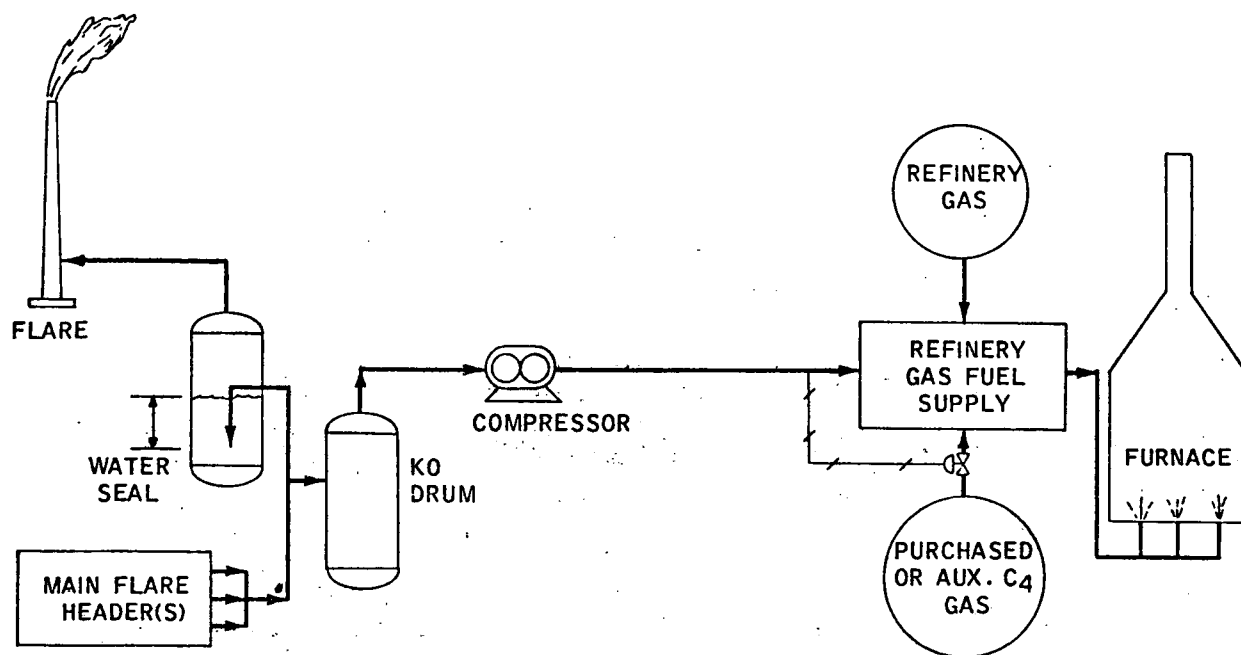 REFINERY
GAS
FLARE
REFINERY
GAS FUEL
SUPPLY
COMPRESSOR
WATER
SEAL
KO
DRUM
FURNACE
MAIN FLARE
HEADER(S)
PURCHASED
OR AUX. C4
GAS